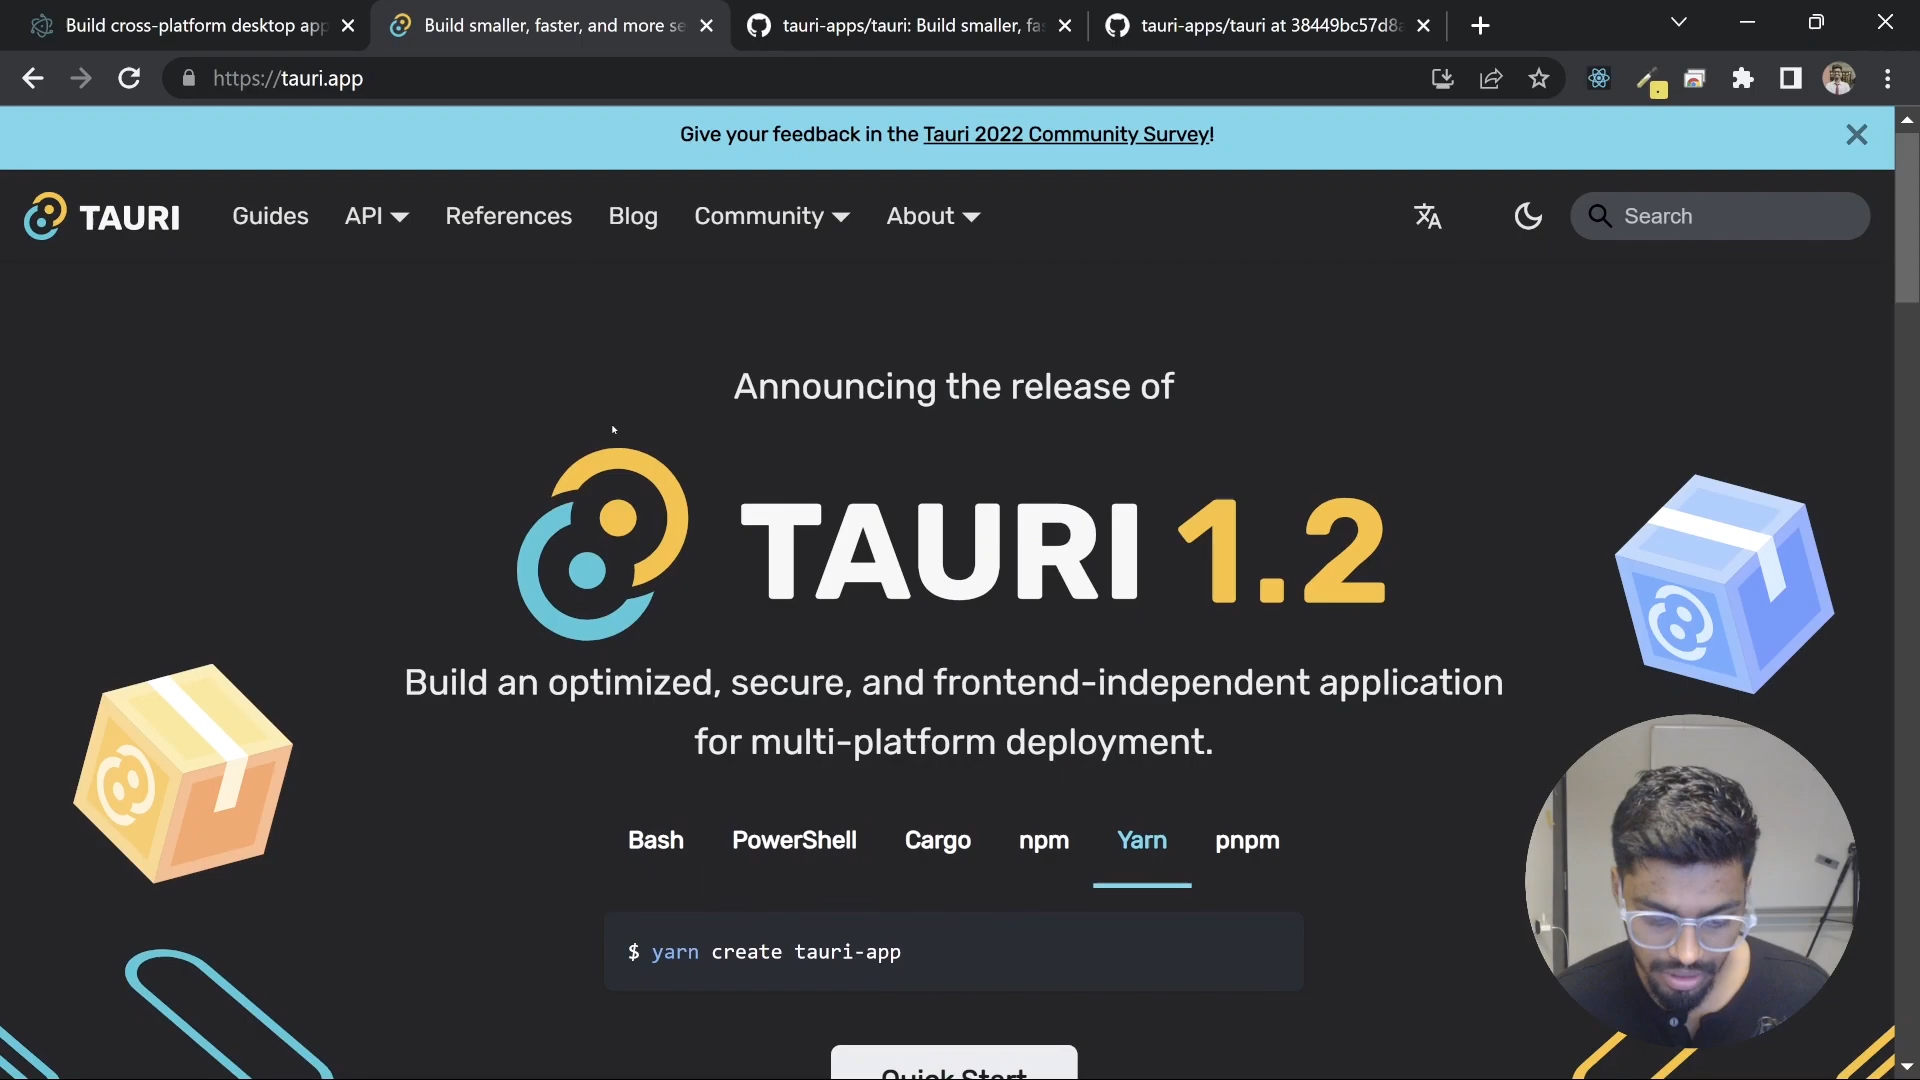 Build cross-platform desktop app
Build smaller, faster, and more se
tauri-apps/tauri: Build smaller, fa
tauri-apps/tauri at 38449bc57d8
https://tauri.app
Give your feedback in the Tauri 2022 Community Survey!
TAURI
Guides
API
References
Blog
Community
About
Search
Announcing the release of
TAURI 1.2
Build an optimized, secure, and frontend-independent application
for multi-platform deployment.
Bash
PowerShell
Cargo
npm
Yarn
pnpm
$ yarn create tauri-app
Quick Start